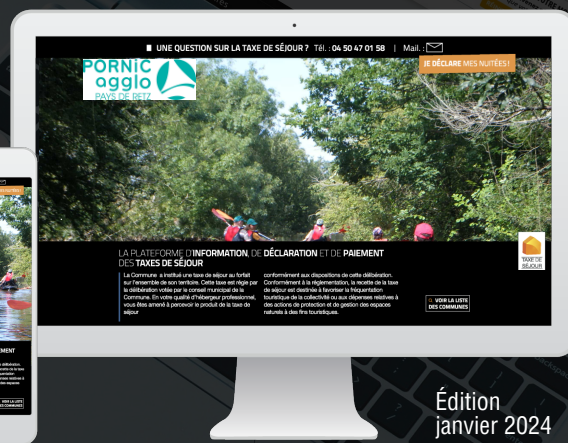 UNE QUESTION SUR LA TAXE DE SÉJOUR ? Tél. : 04 50 47 01 58 | Mail. :
JE DÉCLARE MES NUITÉES !
PORNiC
agglo
PAYS DE RETZ
LA PLATEFORME D'INFORMATION, DE DÉCLARATION ET DE PAIEMENT
DES TAXES DE SÉJOUR
La Commune a institué une taxe de séjour au forfait
sur l'ensemble de son territoire. Cette taxe est régie par
la délibération votée par le conseil municipal de la
Commune. En votre qualité d'hébergeur professionnel,
vous êtes amené à percevoir le produit de la taxe de
séjour
conformément aux dispositions de cette délibération.
Conformément à la règlementation, la recette de la taxe
de séjour est destinée à favoriser la fréquentation
touristique de la collectivité ou aux dépenses relatives à
des actions de protection et de gestion des espaces
naturels à des fins touristiques.
TAXE DE
SÉJOUR
VOIR LA LISTE
DES COMMUNES
Édition
janvier 2024